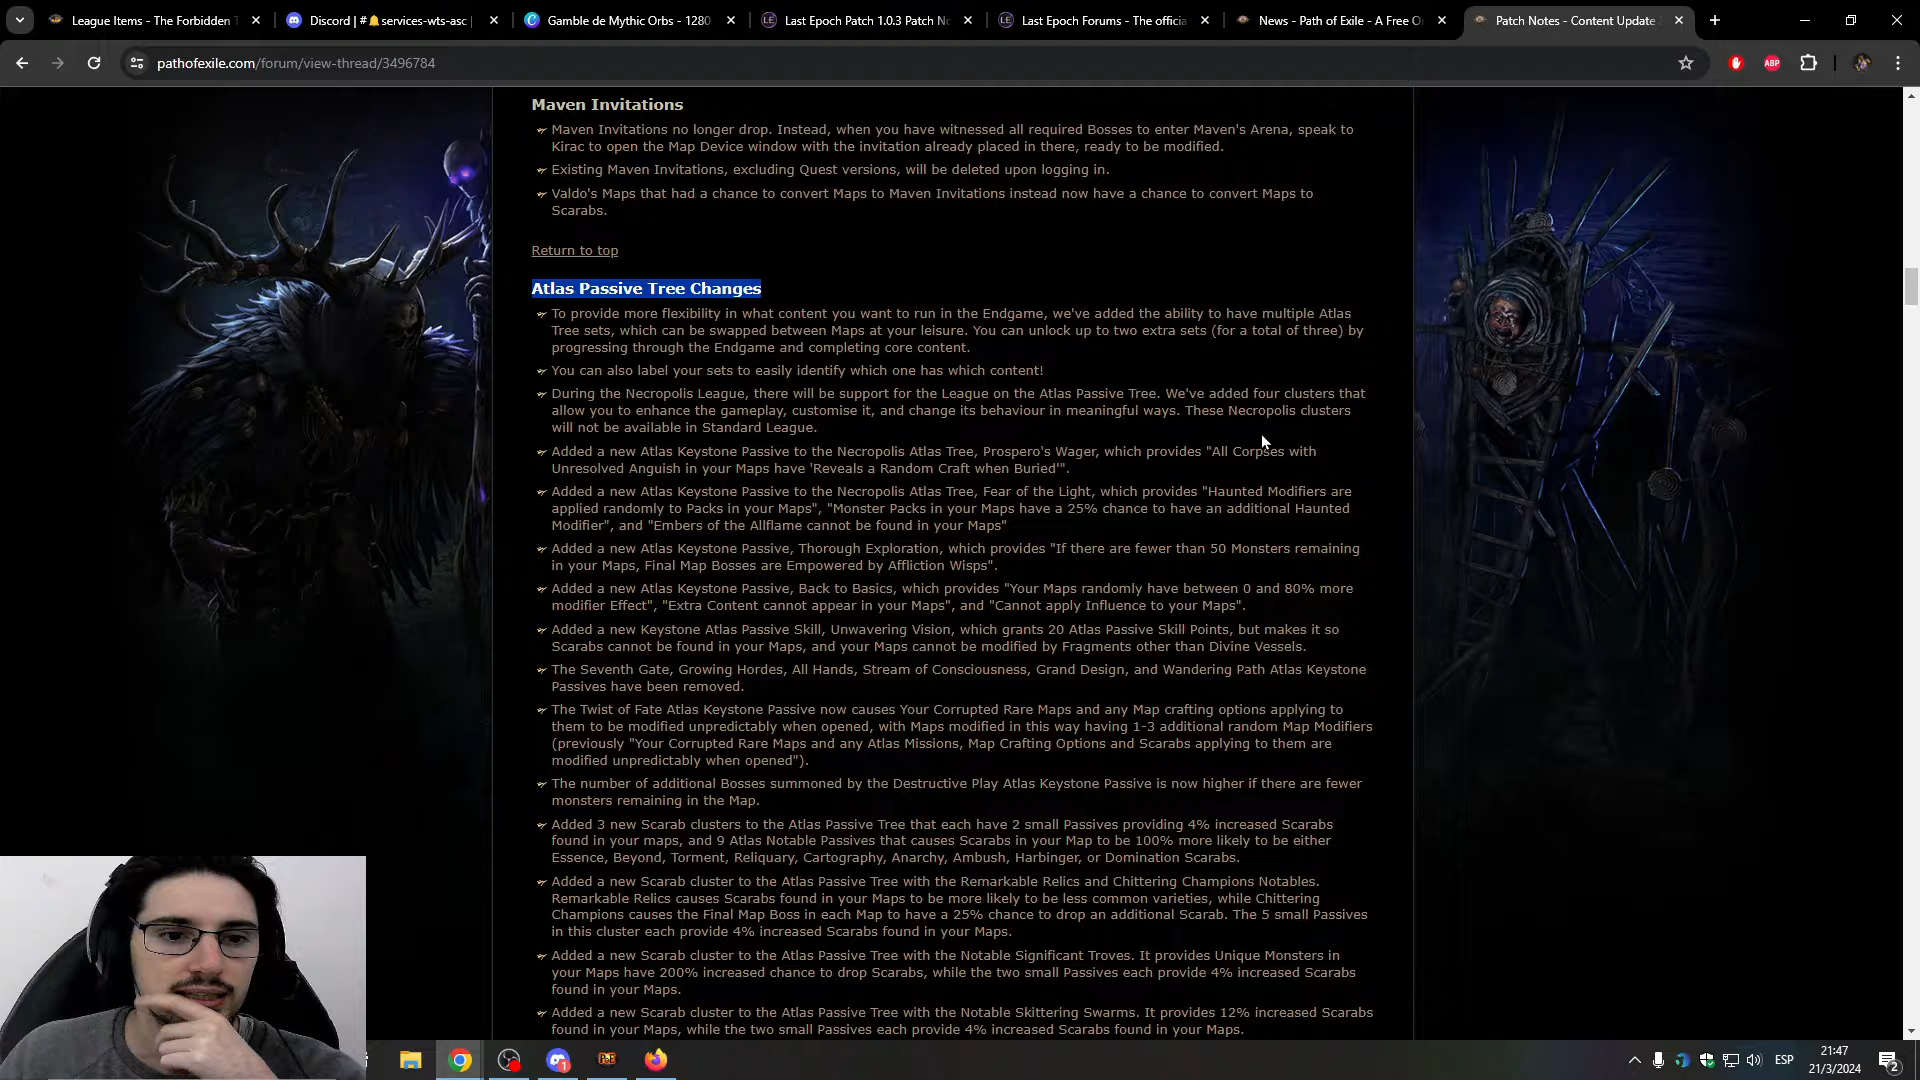 League Items - The Forbidden T
Discord | #🔔services-wts-asc |
Gamble de Mythic Orbs - 1280
Last Epoch Patch 1.0.3 Patch No
Last Epoch Forums - The officia
News - Path of Exile - A Free O
Patch Notes - Content Update
pathofexile.com/forum/view-thread/3496784
ABP
Maven Invitations
Maven Invitations no longer drop. Instead, when you have witnessed all required Bosses to enter Maven's Arena, speak to
Kirac to open the Map Device window with the invitation already placed in there, ready to be modified.
Existing Maven Invitations, excluding Quest versions, will be deleted upon logging in.
Valdo's Maps that had a chance to convert Maps to Maven Invitations instead now have a chance to convert Maps to
Scarabs.
Return to top
Atlas Passive Tree Changes
To provide more flexibility in what content you want to run in the Endgame, we've added the ability to have multiple Atlas
Tree sets, which can be swapped between Maps at your leisure. You can unlock up to two extra sets (for a total of three) by
progressing through the Endgame and completing core content.
You can also label your sets to easily identify which one has which content!
During the Necropolis League, there will be support for the League on the Atlas Passive Tree. We've added four clusters that
allow you to enhance the gameplay, customise it, and change its behaviour in meaningful ways. These Necropolis clusters
will not be available in Standard League.
Added a new Atlas Keystone Passive to the Necropolis Atlas Tree, Prospero's Wager, which provides "All Corpses with
Unresolved Anguish in your Maps have 'Reveals a Random Craft when Buried'".
Added a new Atlas Keystone Passive to the Necropolis Atlas Tree, Fear of the Light, which provides "Haunted Modifiers are
applied randomly to Packs in your Maps", "Monster Packs in your Maps have a 25% chance to have an additional Haunted
Modifier", and "Embers of the Allflame cannot be found in your Maps"
Added a new Atlas Keystone Passive, Thorough Exploration, which provides "If there are fewer than 50 Monsters remaining
in your Maps, Final Map Bosses are Empowered by Affliction Wisps".
Added a new Atlas Keystone Passive, Back to Basics, which provides "Your Maps randomly have between 0 and 80% more
modifier Effect", "Extra Content cannot appear in your Maps", and "Cannot apply Influence to your Maps".
Added a new Keystone Atlas Passive Skill, Unwavering Vision, which grants 20 Atlas Passive Skill Points, but makes it so
Scarabs cannot be found in your Maps, and your Maps cannot be modified by Fragments other than Divine Vessels.
The Seventh Gate, Growing Hordes, All Hands, Stream of Consciousness, Grand Design, and Wandering Path Atlas Keystone
Passives have been removed.
The Twist of Fate Atlas Keystone Passive now causes Your Corrupted Rare Maps and any Map crafting options applying to
them to be modified unpredictably when opened, with Maps modified in this way having 1-3 additional random Map Modifiers
(previously "Your Corrupted Rare Maps and any Atlas Missions, Map Crafting Options and Scarabs applying to them are
modified unpredictably when opened").
The number of additional Bosses summoned by the Destructive Play Atlas Keystone Passive is now higher if there are fewer
monsters remaining in the Map.
Added 3 new Scarab clusters to the Atlas Passive Tree that each have 2 small Passives providing 4% increased Scarabs
found in your maps, and 9 Atlas Notable Passives that causes Scarabs in your Map to be 100% more likely to be either
Essence, Beyond, Torment, Reliquary, Cartography, Anarchy, Ambush, Harbinger, or Domination Scarabs.
Added a new Scarab cluster to the Atlas Passive Tree with the Remarkable Relics and Chittering Champions Notables.
Remarkable Relics causes Scarabs found in your Maps to be more likely to be less common varieties, while Chittering
Champions causes the Final Map Boss in each Map to have a 25% chance to drop an additional Scarab. The 5 small Passives
in this cluster each provide 4% increased Scarabs found in your Maps.
Added a new Scarab cluster to the Atlas Passive Tree with the Notable Significant Troves. It provides Unique Monsters in
your Maps have 200% increased chance to drop Scarabs, while the two small Passives each provide 4% increased Scarabs
found in your Maps.
Added a new Scarab cluster to the Atlas Passive Tree with the Notable Skittering Swarms. It provides 12% increased Scarabs
found in your Maps, while the two small Passives each provide 4% increased Scarabs found in your Maps.
ESP
21:47
21/3/2024
2